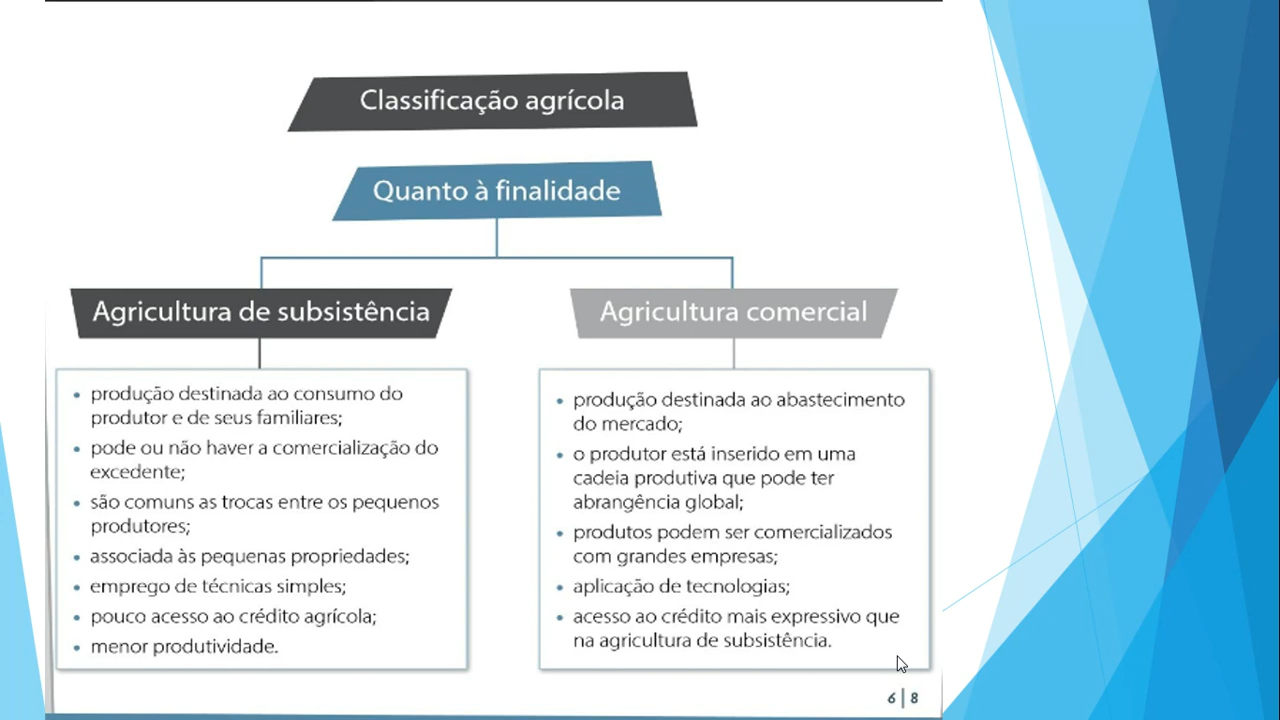 Classificação agrícola
Quanto à finalidade
Agricultura de subsistência
• produção destinada ao consumo do
produtor e de seus familiares;
• pode ou não haver a comercialização do
excedente;
• são comuns as trocas entre os pequenos
produtores;
• associada às pequenas propriedades;
• emprego de técnicas simples;
• pouco acesso ao crédito agrícola;
• menor produtividade.
Agricultura comercial
• produção destinada ao abastecimento
do mercado;
• o produtor está inserido em uma
cadeia produtiva que pode ter
abrangência global;
• produtos podem ser comercializados
com grandes empresas;
• aplicação de tecnologias;
• acesso ao crédito mais expressivo que
na agricultura de subsistência.
6 | 8